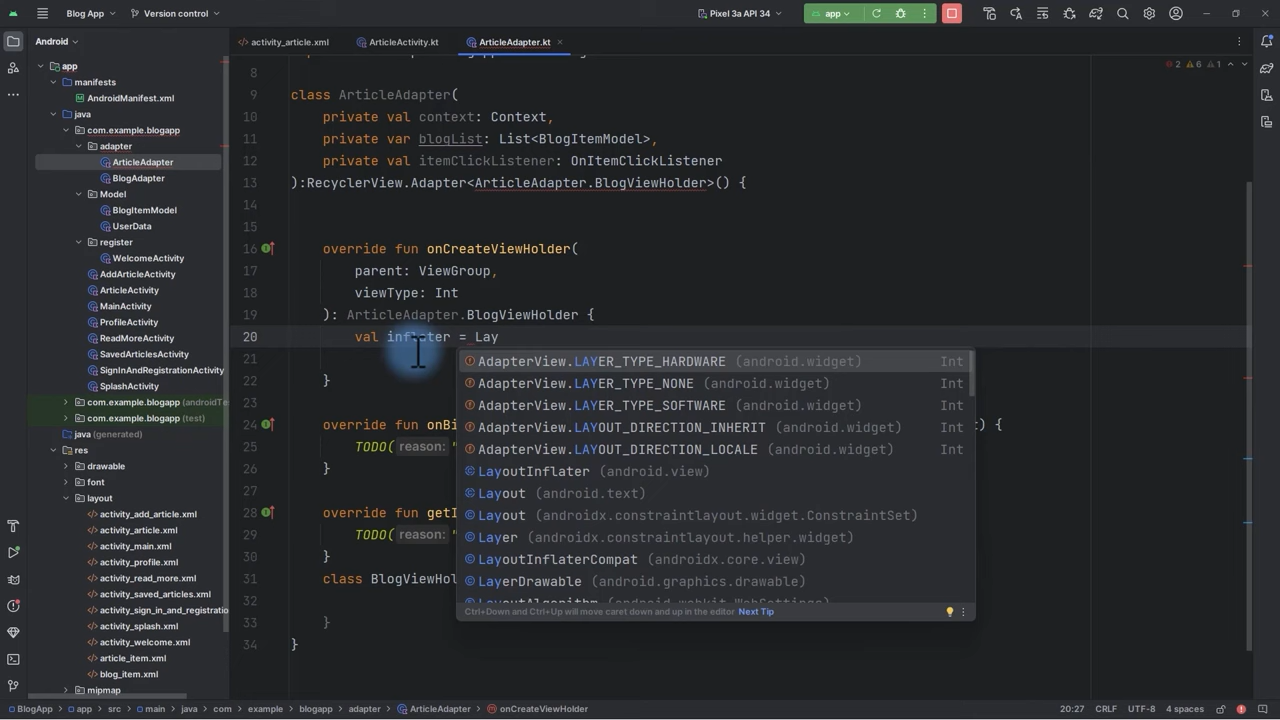 Blog App
Version control
Pixel 3a API 34
app
Android
activity_article.xml
ArticleActivity.kt
ArticleAdapter.kt
2 6 1
app
manifests
AndroidManifest.xml
java
com.example.blogapp
adapter
ArticleAdapter
BlogAdapter
Model
BlogItemModel
UserData
register
WelcomeActivity
AddArticleActivity
ArticleActivity
MainActivity
ProfileActivity
ReadMoreActivity
SavedArticlesActivity
SignInAndRegistrationActivity
SplashActivity
com.example.blogapp (androidTe
com.example.blogapp (test)
java (generated)
res
drawable
font
layout
activity_add_article.xml
activity_article.xml
activity_main.xml
activity_profile.xml
activity_read_more.xml
activity_saved_articles.xml
activity_sign_in_and_registratio
activity_splash.xml
activity_welcome.xml
article_item.xml
blog_item.xml
mipmap
8
9 class ArticleAdapter(
10 private val context: Context,
11 private var blogList: List<BlogItemModel>,
12 private val itemClickListener: OnItemClickListener
13 ):RecyclerView.Adapter<ArticleAdapter.BlogViewHolder>() {
14
15
16 override fun onCreateViewHolder(
17 parent: ViewGroup,
18 viewType: Int
19 ): ArticleAdapter.BlogViewHolder {
20 val inflater = Lay
21
22 }
23
24 override fun onBi ) {
25 TODO( reason: "
26 }
27
28 override fun getI
29 TODO( reason: "
30 }
31 class BlogViewHol
32
33 }
34 }
AdapterView.LAYER_TYPE_HARDWARE (android.widget) Int
AdapterView.LAYER_TYPE_NONE (android.widget) Int
AdapterView.LAYER_TYPE_SOFTWARE (android.widget) Int
AdapterView.LAYOUT_DIRECTION_INHERIT (android.widget) Int
AdapterView.LAYOUT_DIRECTION_LOCALE (android.widget) Int
LayoutInflater (android.view)
Layout (android.text)
Layout (androidx.constraintlayout.widget.ConstraintSet)
Layer (androidx.constraintlayout.helper.widget)
LayoutInflaterCompat (androidx.core.view)
LayerDrawable (android.graphics.drawable)
LayoutAlgorithm (android.webkit.WebSettings)
Ctrl+Down and Ctrl+Up will move caret down and up in the editor Next Tip
BlogApp > app > src > main > java > com > example > blogapp > adapter > ArticleAdapter > onCreateViewHolder
20:27 CRLF UTF-8 4 spaces